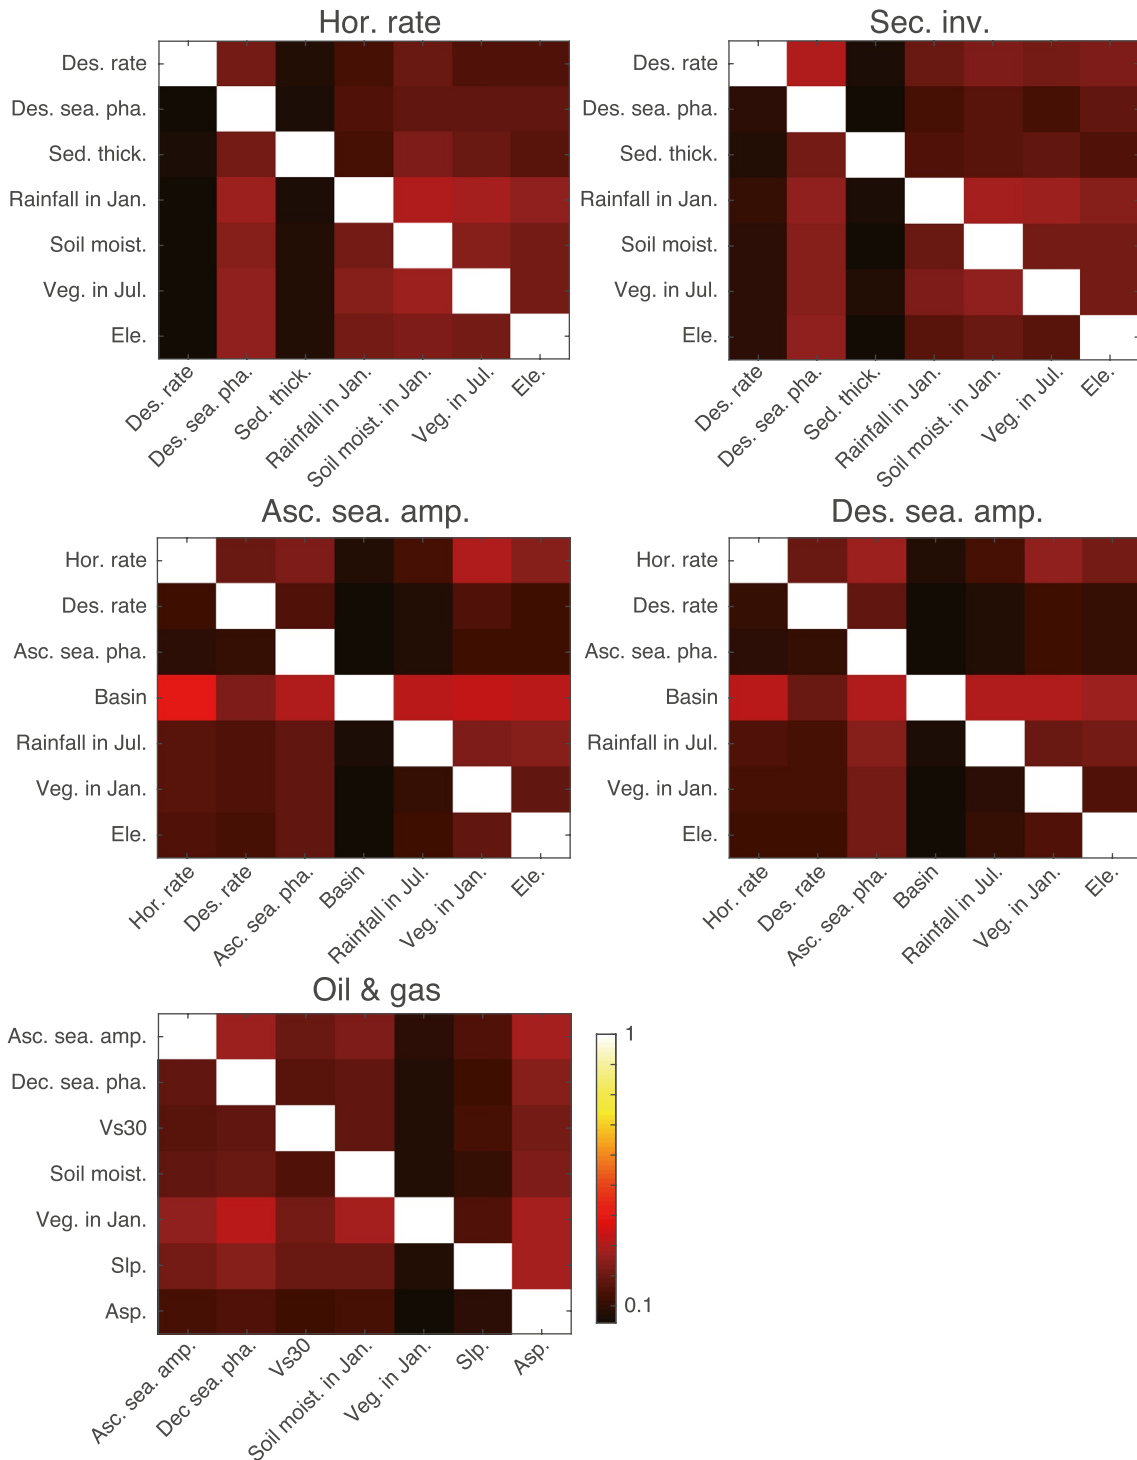 Hor. rate
Des. rate
Des. sea. pha.
Sed. thick.
Rainfall in Jan.
Soil moist.
Veg. in Jul.
Ele.
Des. rate
Des. sea. pha.
Sed. thick.
Rainfall in Jan.
Soil moist. in Jan.
Veg. in Jul.
Ele.
Sec. inv.
Des. rate
Des. sea. pha.
Sed. thick.
Rainfall in Jan.
Soil moist.
Veg. in Jul.
Ele.
Des. rate
Des. sea. pha.
Sed. thick.
Rainfall in Jan.
Soil moist. in Jan.
Veg. in Jul.
Ele.
Asc. sea. amp.
Hor. rate
Des. rate
Asc. sea. pha.
Basin
Rainfall in Jul.
Veg. in Jan.
Ele.
Hor. rate
Des. rate
Asc. sea. pha.
Basin
Rainfall in Jul.
Veg. in Jan.
Ele.
Des. sea. amp.
Hor. rate
Des. rate
Asc. sea. pha.
Basin
Rainfall in Jul.
Veg. in Jan.
Ele.
Hor. rate
Des. rate
Asc. sea. pha.
Basin
Rainfall in Jul.
Veg. in Jan.
Ele.
Oil & gas
Asc. sea. amp.
Dec. sea. pha.
Vs30
Soil moist.
Veg. in Jan.
Slp.
Asp.
Asc. sea. amp.
Dec sea. pha.
Vs30
Soil moist. in Jan.
Veg. in Jan.
Slp.
Asp.
1
0.1